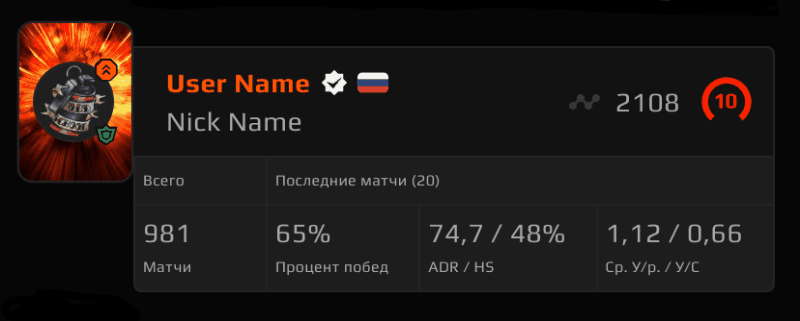 User Name
Nick Name
2108
10
Всего
Последние матчи (20)
981
65%
74,7 / 48%
1,12 / 0,66
Матчи
Процент побед
ADR / HS
Ср. У/р. / У/С